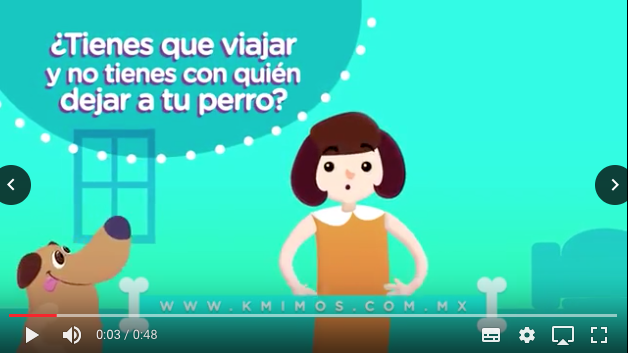 ¿Tienes que viajar
y no tienes con quién
dejar a tu perro?
WWW.KMIMOS.COM.MX
0:03 / 0:48